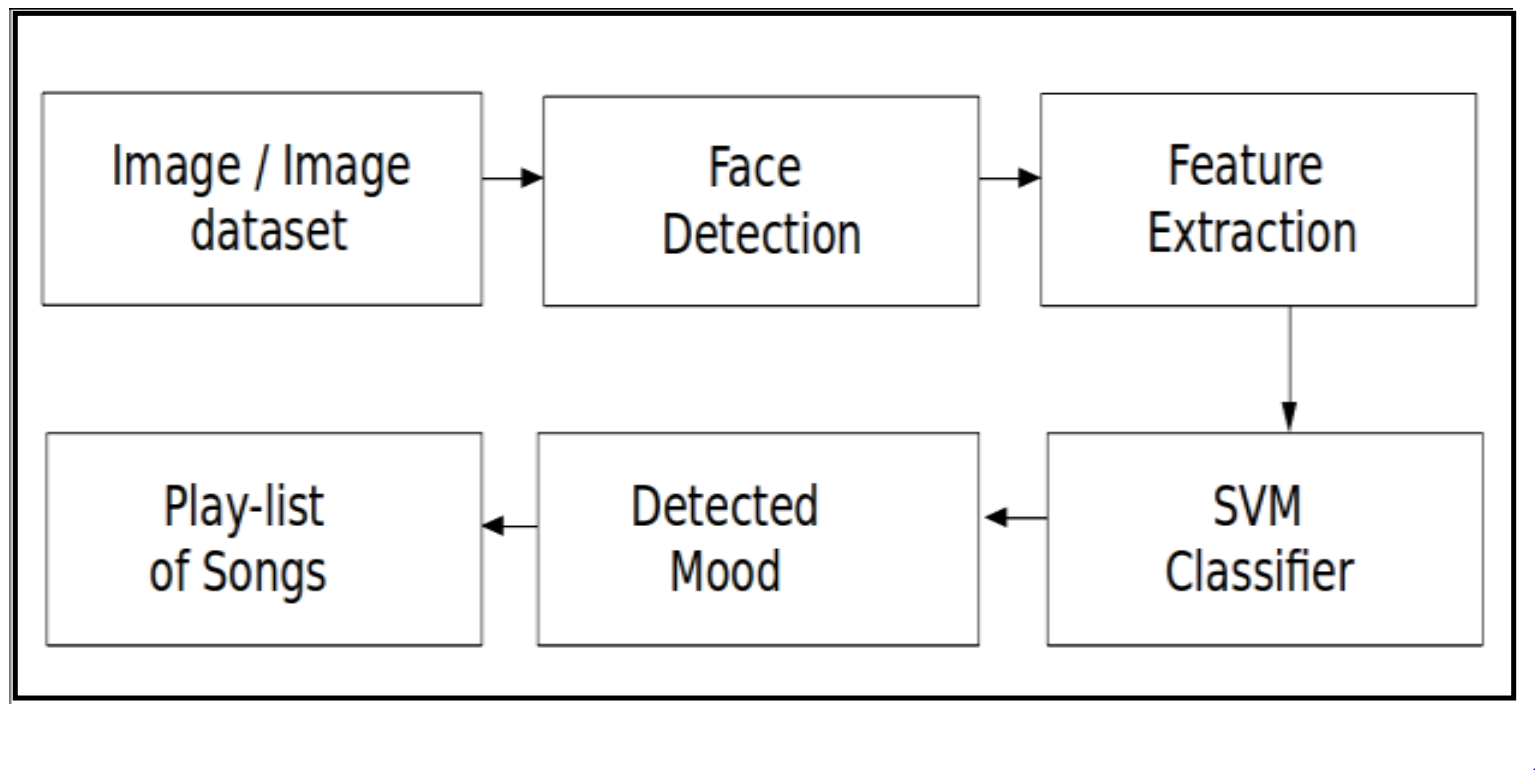 Image / Image
dataset
Face
Detection
Feature
Extraction
SVM
Classifier
Detected
Mood
Play-list
of Songs